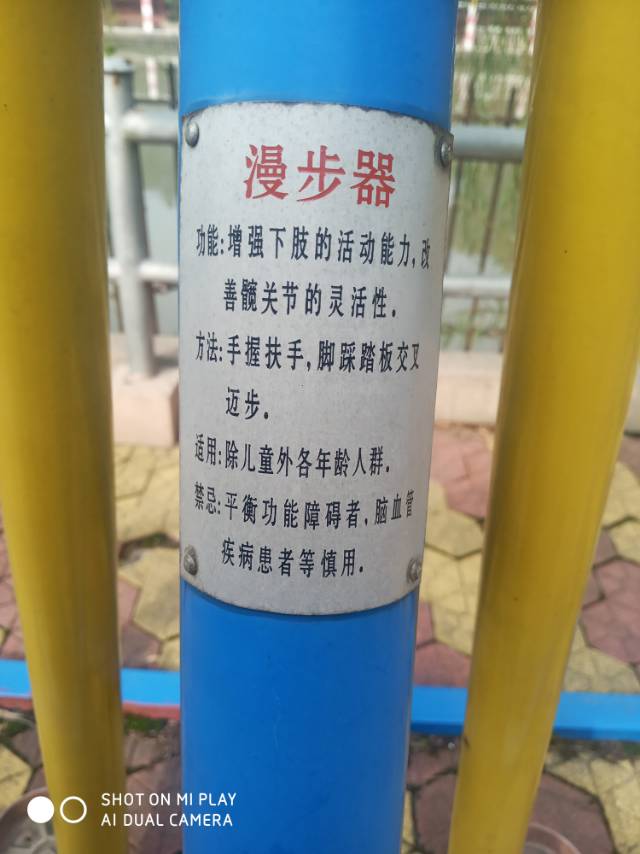 漫步器
功能:增强下肢的活动能力,改
善髋关节的灵活性.
方法:手握扶手,脚踩踏板交叉
迈步.
适用:除儿童外各年龄人群.
禁忌:平衡功能障碍者,脑血管
疾病患者等慎用.
SHOT ON MI PLAY
AI DUAL CAMERA